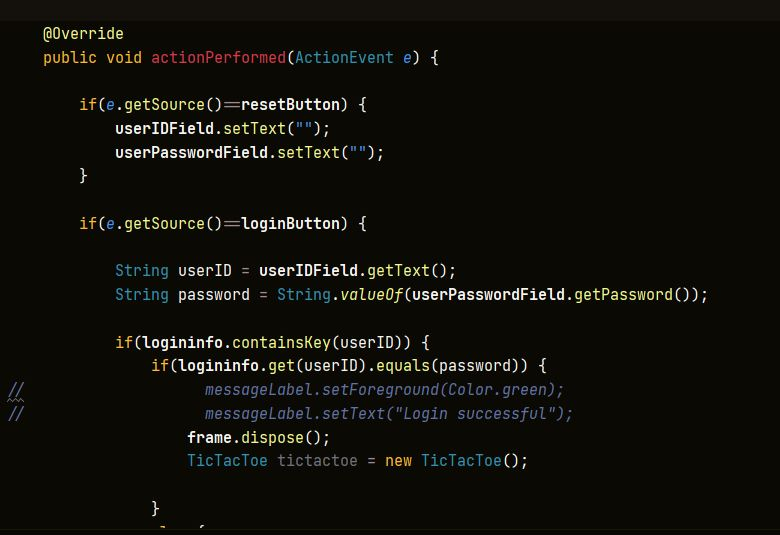 @Override
public void actionPerformed(ActionEvent e) {
if(e.getSource()==resetButton) {
userIDField.setText("");
userPasswordField.setText("");
}
if(e.getSource()==loginButton) {
String userID = userIDField.getText();
String password = String.valueOf(userPasswordField.getPassword());
if(logininfo.containsKey(userID)) {
if(logininfo.get(userID).equals(password)) {
// messageLabel.setForeground(Color.green);
// messageLabel.setText("Login successful");
frame.dispose();
TicTacToe tictactoe = new TicTacToe();
}